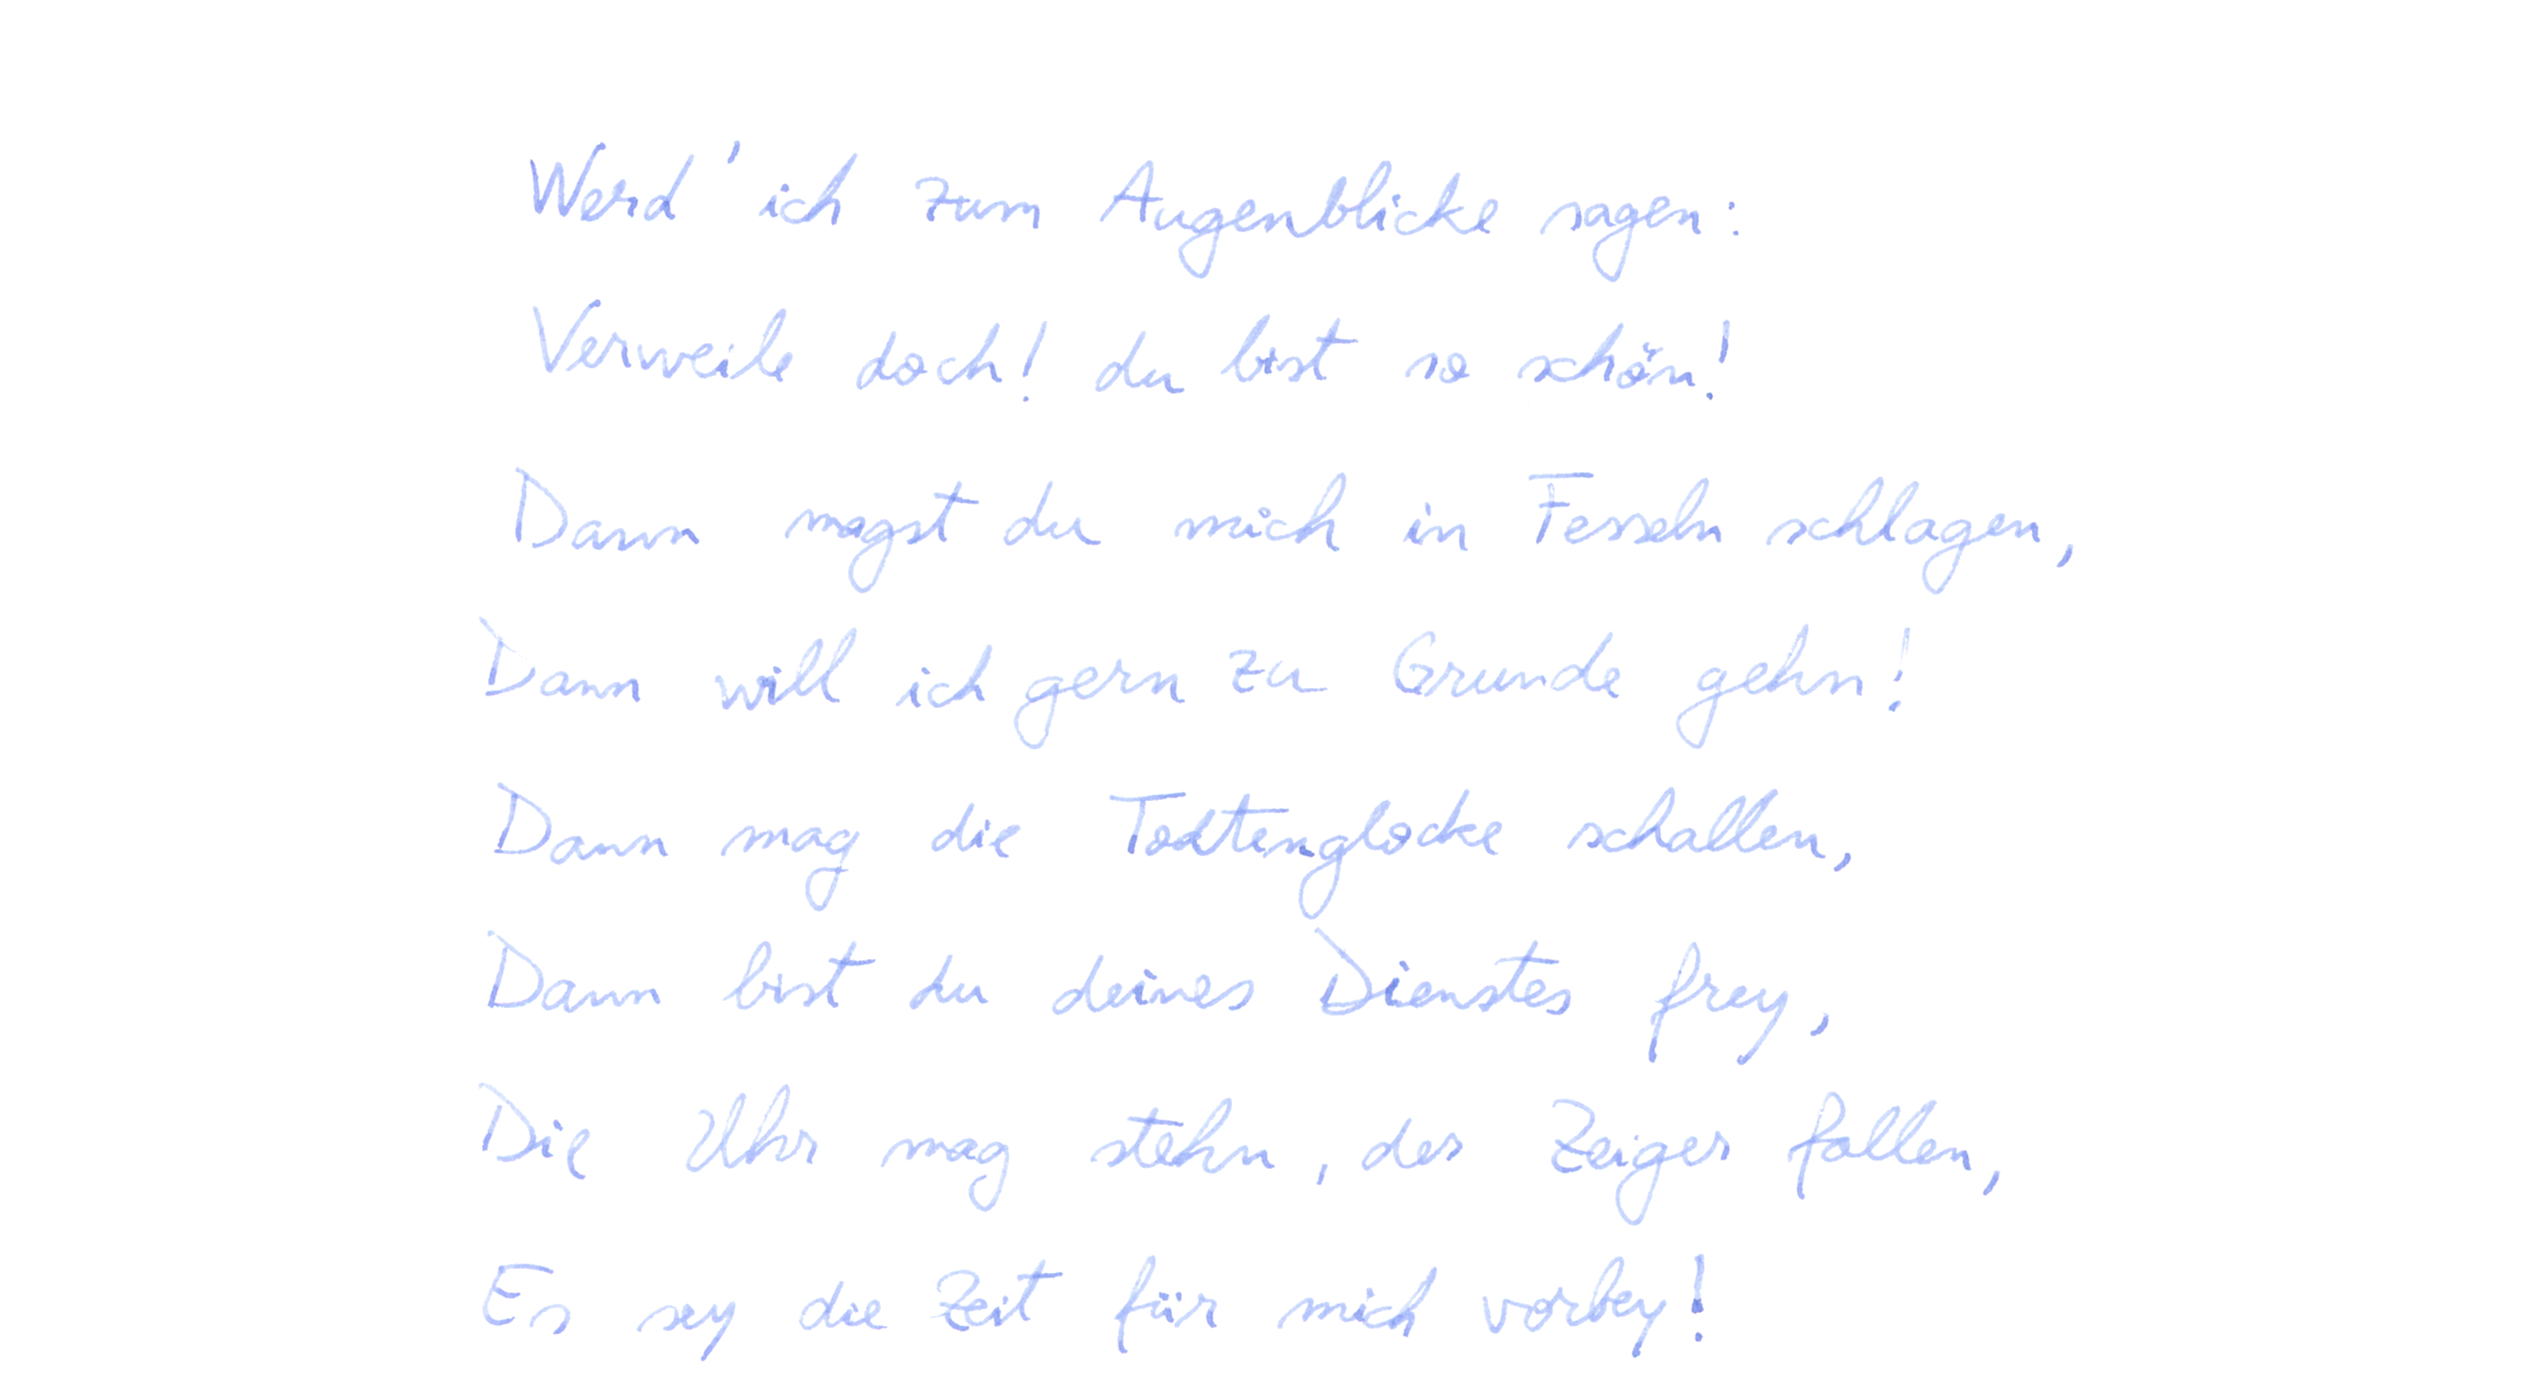 Werd' ich zum Augenblicke sagen:
Verweile doch! du bist so schön!
Dann magst du mich in Fesseln schlagen,
Dann will ich gern zu Grunde gehn!
Dann mag die Todtenglocke schallen,
Dann bist du deines Dienstes frey,
Die Uhr mag stehn, der Zeiger fallen,
Es sey die Zeit für mich vorbey!